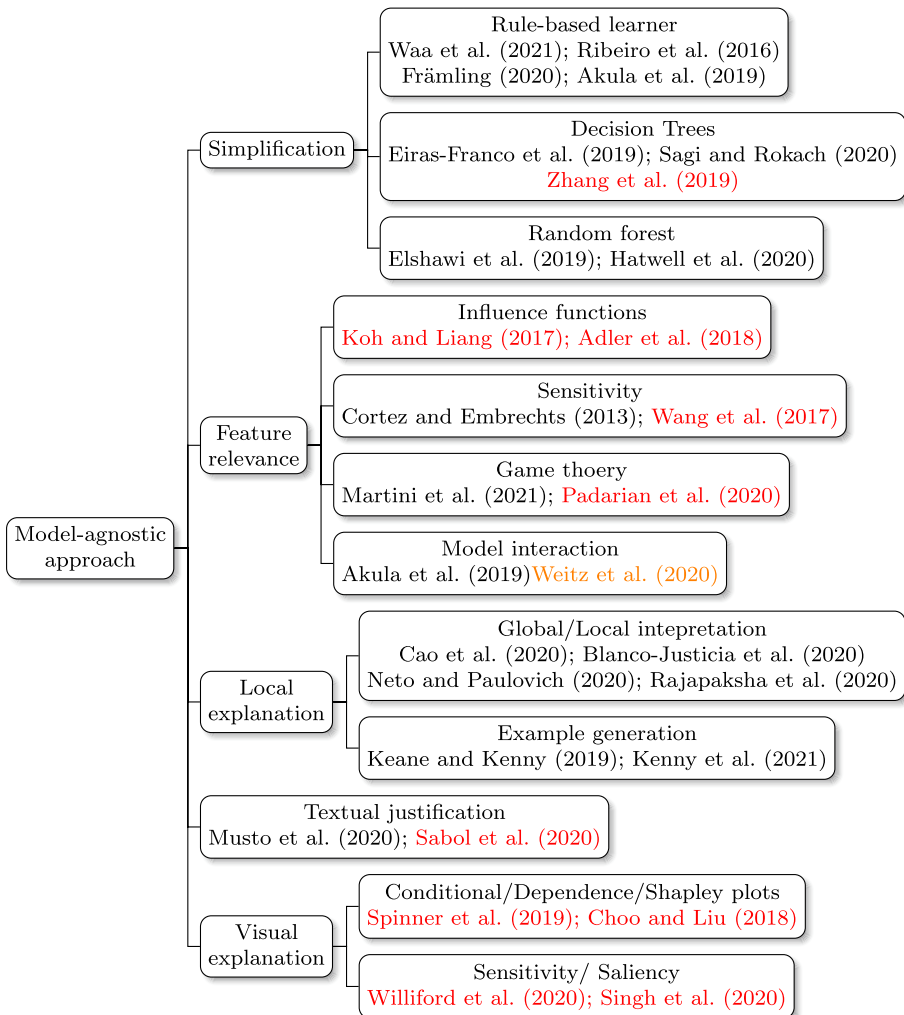 Model-agnostic
approach
Simplification
Rule-based learner
Waa et al. (2021); Ribeiro et al. (2016)
Främling (2020); Akula et al. (2019)
Decision Trees
Eiras-Franco et al. (2019); Sagi and Rokach (2020)
Zhang et al. (2019)
Random forest
Elshawi et al. (2019); Hatwell et al. (2020)
Feature
relevance
Influence functions
Koh and Liang (2017); Adler et al. (2018)
Sensitivity
Cortez and Embrechts (2013); Wang et al. (2017)
Game thoery
Martini et al. (2021); Padarian et al. (2020)
Model interaction
Akula et al. (2019)Weitz et al. (2020)
Local
explanation
Global/Local intepretation
Cao et al. (2020); Blanco-Justicia et al. (2020)
Neto and Paulovich (2020); Rajapaksha et al. (2020)
Example generation
Keane and Kenny (2019); Kenny et al. (2021)
Textual justification
Musto et al. (2020); Sabol et al. (2020)
Visual
explanation
Conditional/Dependence/Shapley plots
Spinner et al. (2019); Choo and Liu (2018)
Sensitivity/ Saliency
Williford et al. (2020); Singh et al. (2020)